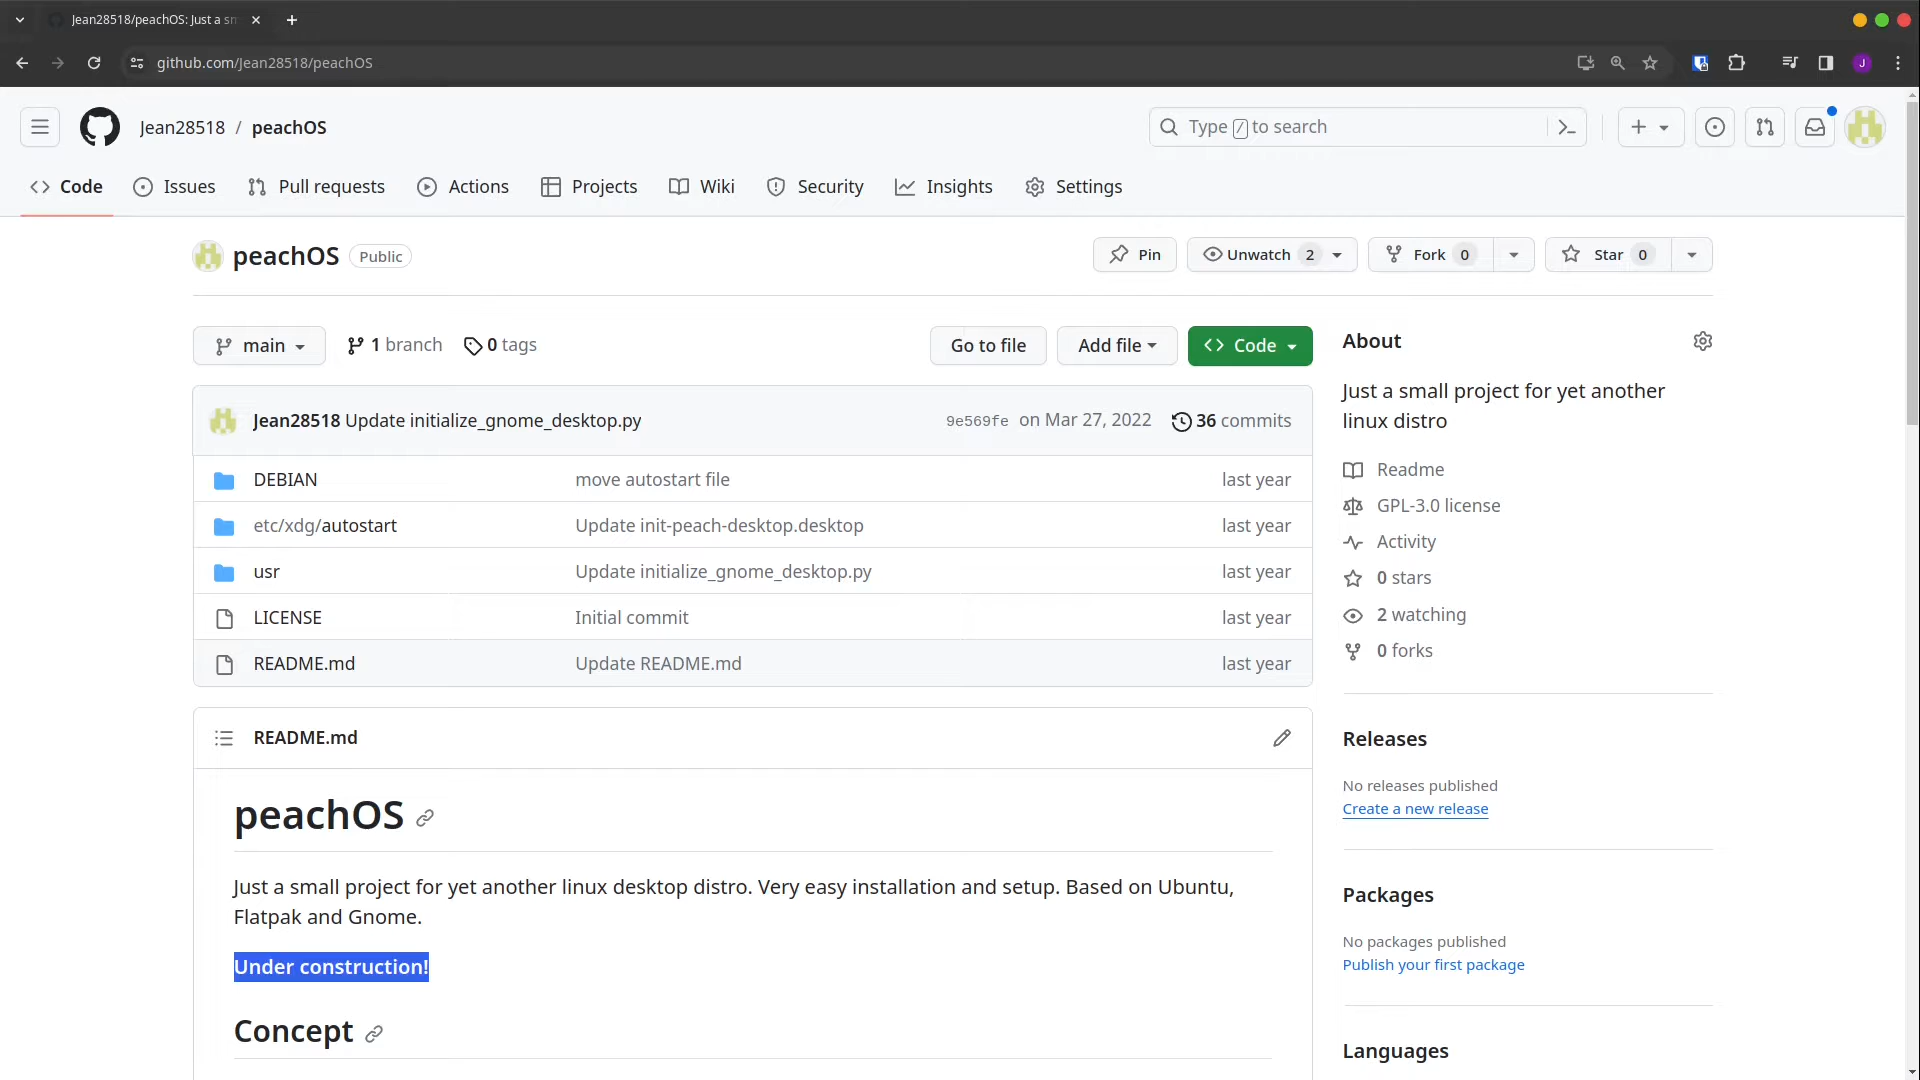 Jean28518/peachOS: Just a sm
github.com/Jean28518/peachOS
J
Jean28518 / peachOS
Type / to search
Code
Issues
Pull requests
Actions
Projects
Wiki
Security
Insights
Settings
peachOS Public
Pin
Unwatch 2
Fork 0
Star 0
main
1 branch
0 tags
Go to file
Add file
Code
Jean28518 Update initialize_gnome_desktop.py
9e569fe on Mar 27, 2022
36 commits
DEBIAN move autostart file last year
etc/xdg/autostart Update init-peach-desktop.desktop last year
usr Update initialize_gnome_desktop.py last year
LICENSE Initial commit last year
README.md Update README.md last year
README.md
peachOS
Just a small project for yet another linux desktop distro. Very easy installation and setup. Based on Ubuntu,
Flatpak and Gnome.
Under construction!
Concept
About
Just a small project for yet another
linux distro
Readme
GPL-3.0 license
Activity
0 stars
2 watching
0 forks
Releases
No releases published
Create a new release
Packages
No packages published
Publish your first package
Languages